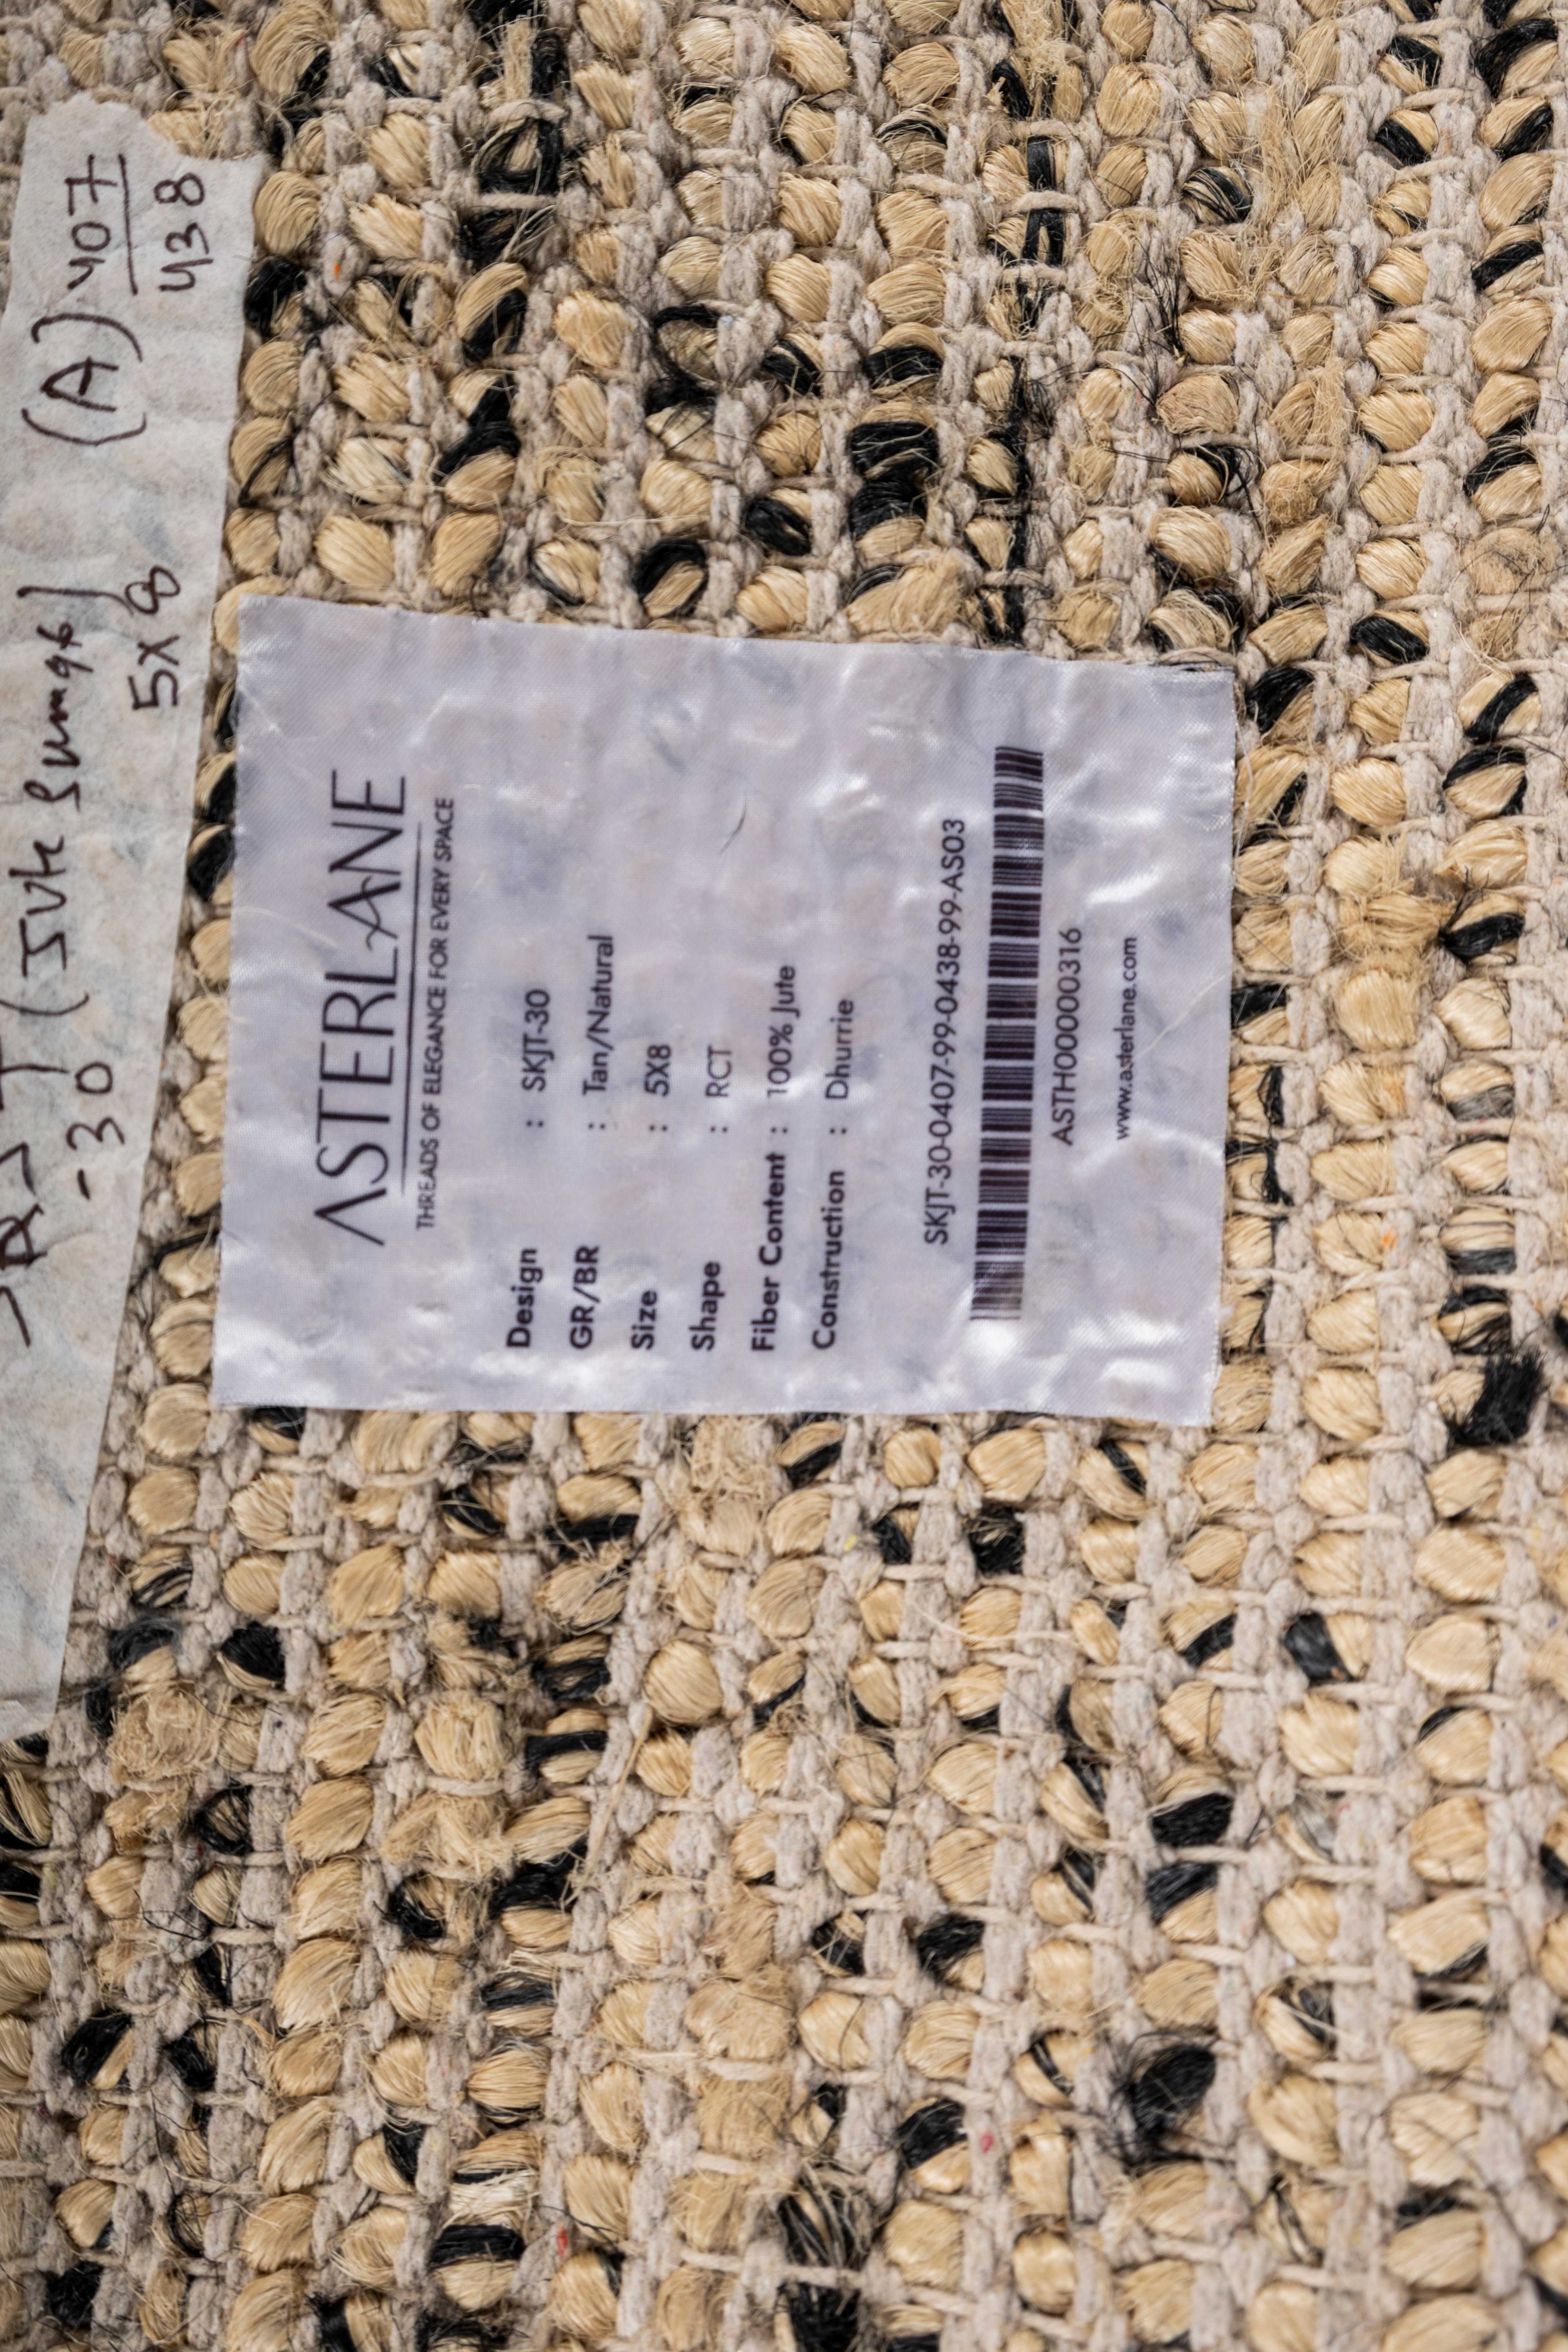 (A) 407
438
5x8
-30
ASTERLANE
THREADS OF ELEGANCE FOR EVERY SPACE
Design : SKJT-30
GR/BR : Tan/Natural
Size : 5X8
Shape : RCT
Fiber Content : 100% Jute
Construction : Dhurrie
SKJT-30-0407-99-0438-99-AS03
ASTH00000316
www.asterlane.com